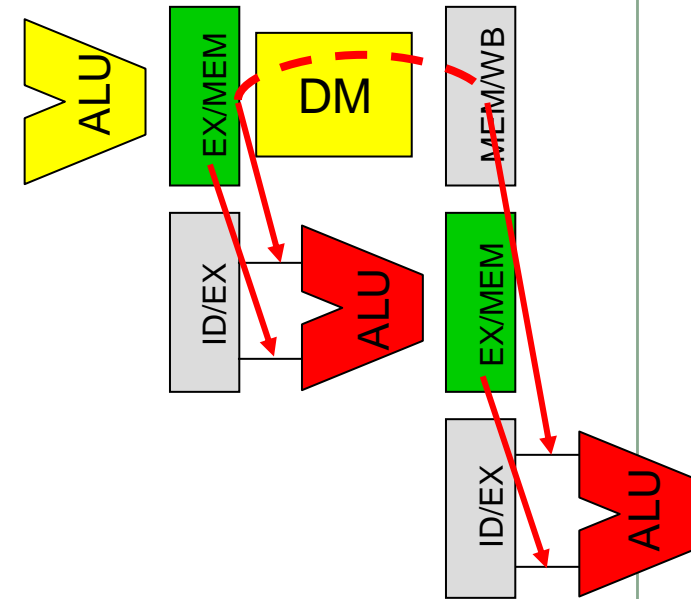 ALU
EX/MEM
DM
MEM/WB
ID/EX
ALU
EX/MEM
ID/EX
ALU